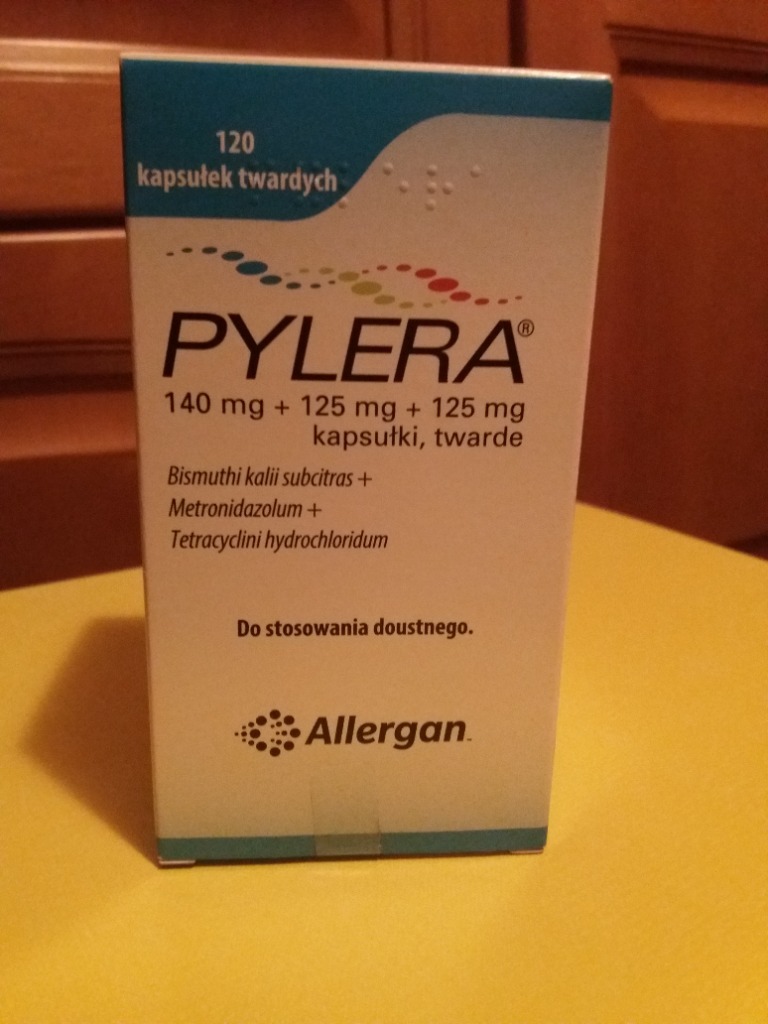 120
kapsułek twardych
PYLERA®
140 mg + 125 mg + 125 mg
kapsułki, twarde
Bismuthi kalii subcitras +
Metronidazolum +
Tetracyclini hydrochloridum
Do stosowania doustnego.
Allergan